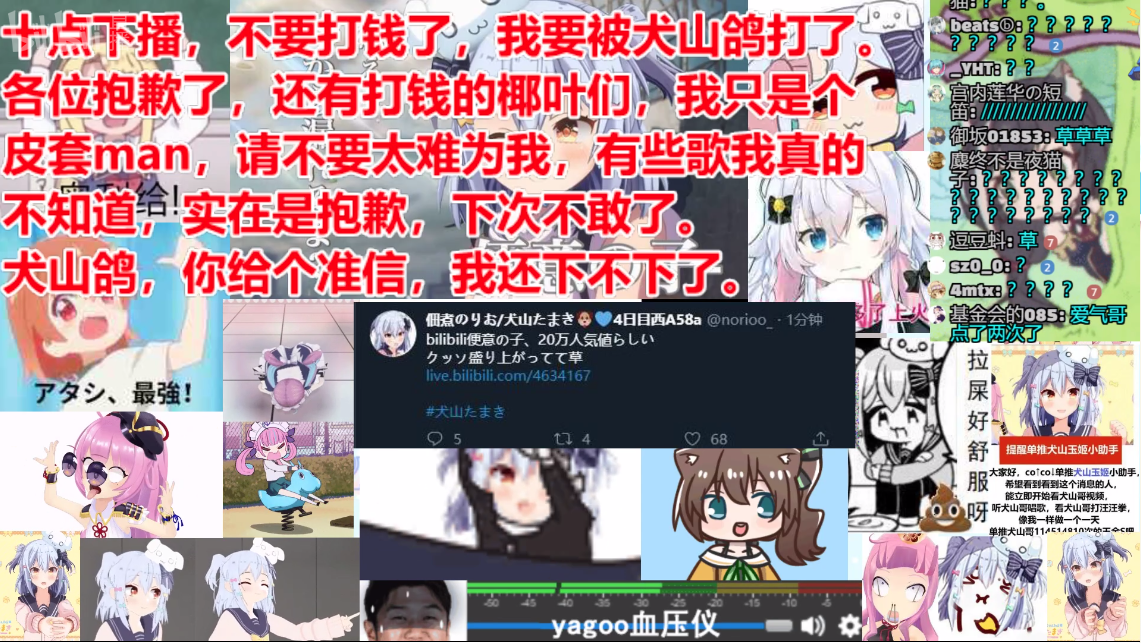 十点下播，不要打钱了，我要被犬山鸽打了。
各位抱歉了，还有打钱的椰叶们，我只是个
皮套man，请不要太难为我，有些歌我真的
不知道，实在是抱歉，下次不敢了。
犬山鸽，你给个准信，我还下不下了。
奥利给!
アタシ、最強！
佃煮のりお/犬山たまき💙4日目西A58a @norioo_ · 1分钟
bilibili便意の子、20万人気値らしい
クッソ盛り上がってて草
live.bilibili.com/4634167
#犬山たまき
5 4 68
猫: ? ? ? 。
beats⑥: ? ? ? ? ?
? ? ? ? ? 2
_YHT: ? ?
宫内莲华の短
笛: /////////////////
御坂01853: 草草草
麋终不是夜猫
子: ? ? ? ? ? ? ? ?
? ? ? ? ? ? ? ? ? ?
? ? ? ? ? ? ? ? 2
逗豆蚪: 草 7
sz0_0: ? 2
4mtx: ? ? ? ? 7
基金会的085: 爱气哥
点了两次了
拉
屎
好
舒
服
呀
提醒单推犬山玉姬小助手
大家好，co↑co↓单推犬山玉姬小助手,
希望看到看到这个消息的人,
能立即开始看犬山哥视频,
听犬山哥唱歌，看犬山哥打汪汪拳,
像我一样做一个一天
-50 -45 -40 -35 -30 -25 -20 -15 -10 -5
yagoo血压仪